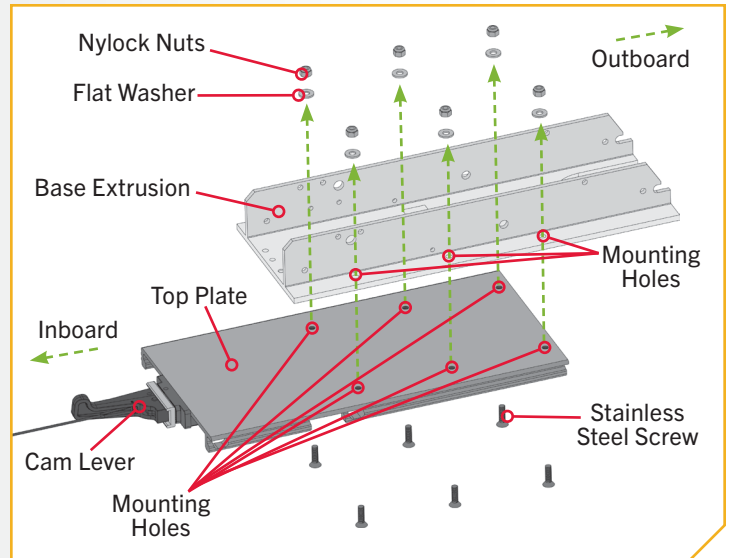 Nylock Nuts
Outboard
Flat Washer
Base Extrusion
Mounting
Holes
Top Plate
Inboard
Stainless
Steel Screw
Cam Lever
Mounting
Holes